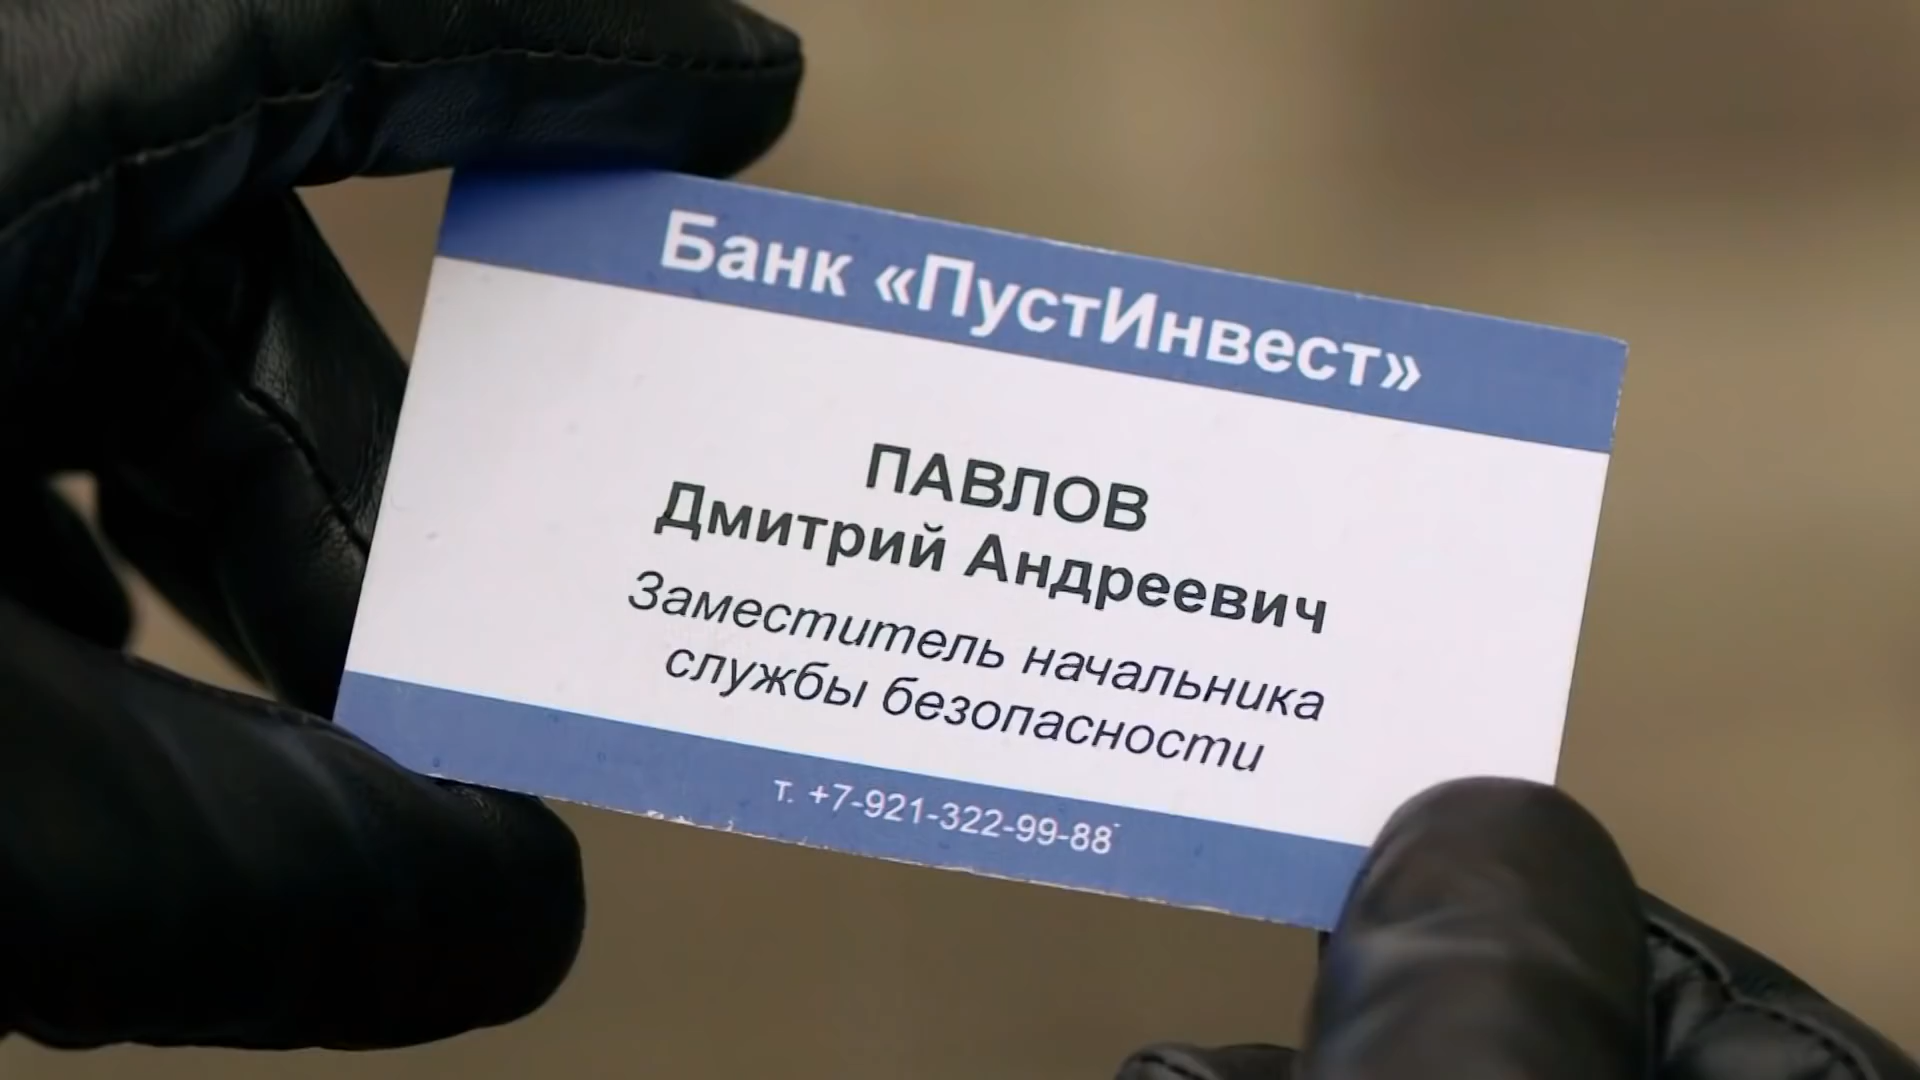 Банк «ПустИнвест»
ПАВЛОВ
Дмитрий Андреевич
Заместитель начальника
службы безопасности
т. +7-921-322-99-88